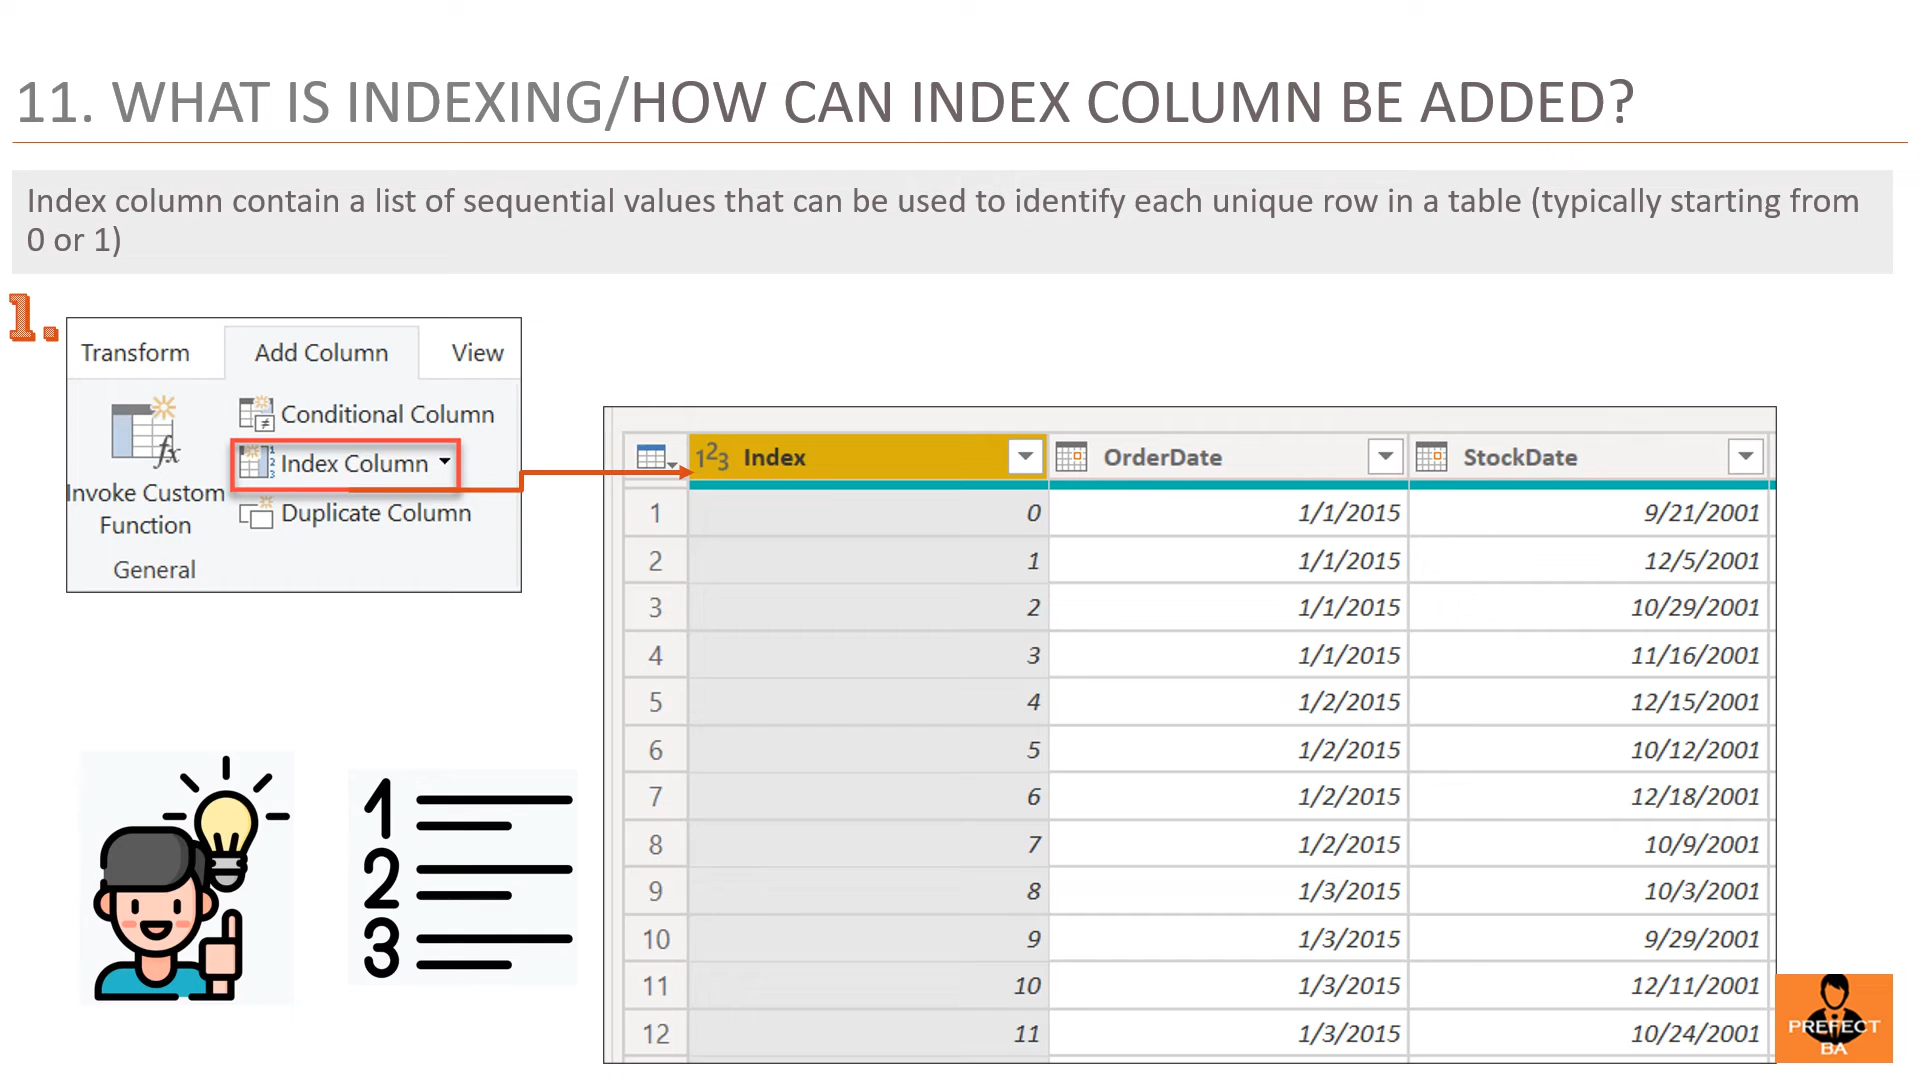 11. WHAT IS INDEXING/HOW CAN INDEX COLUMN BE ADDED?
Index column contain a list of sequential values that can be used to identify each unique row in a table (typically starting from
0 or 1)
1.
Transform Add Column View
Conditional Column
Index Column
Duplicate Column
Invoke Custom
Function
General
123 Index OrderDate StockDate
1 0 1/1/2015 9/21/2001
2 1 1/1/2015 12/5/2001
3 2 1/1/2015 10/29/2001
4 3 1/1/2015 11/16/2001
5 4 1/2/2015 12/15/2001
6 5 1/2/2015 10/12/2001
7 6 1/2/2015 12/18/2001
8 7 1/2/2015 10/9/2001
9 8 1/3/2015 10/3/2001
10 9 1/3/2015 9/29/2001
11 10 1/3/2015 12/11/2001
12 11 1/3/2015 10/24/2001
1
2
3
PREFECT
BA